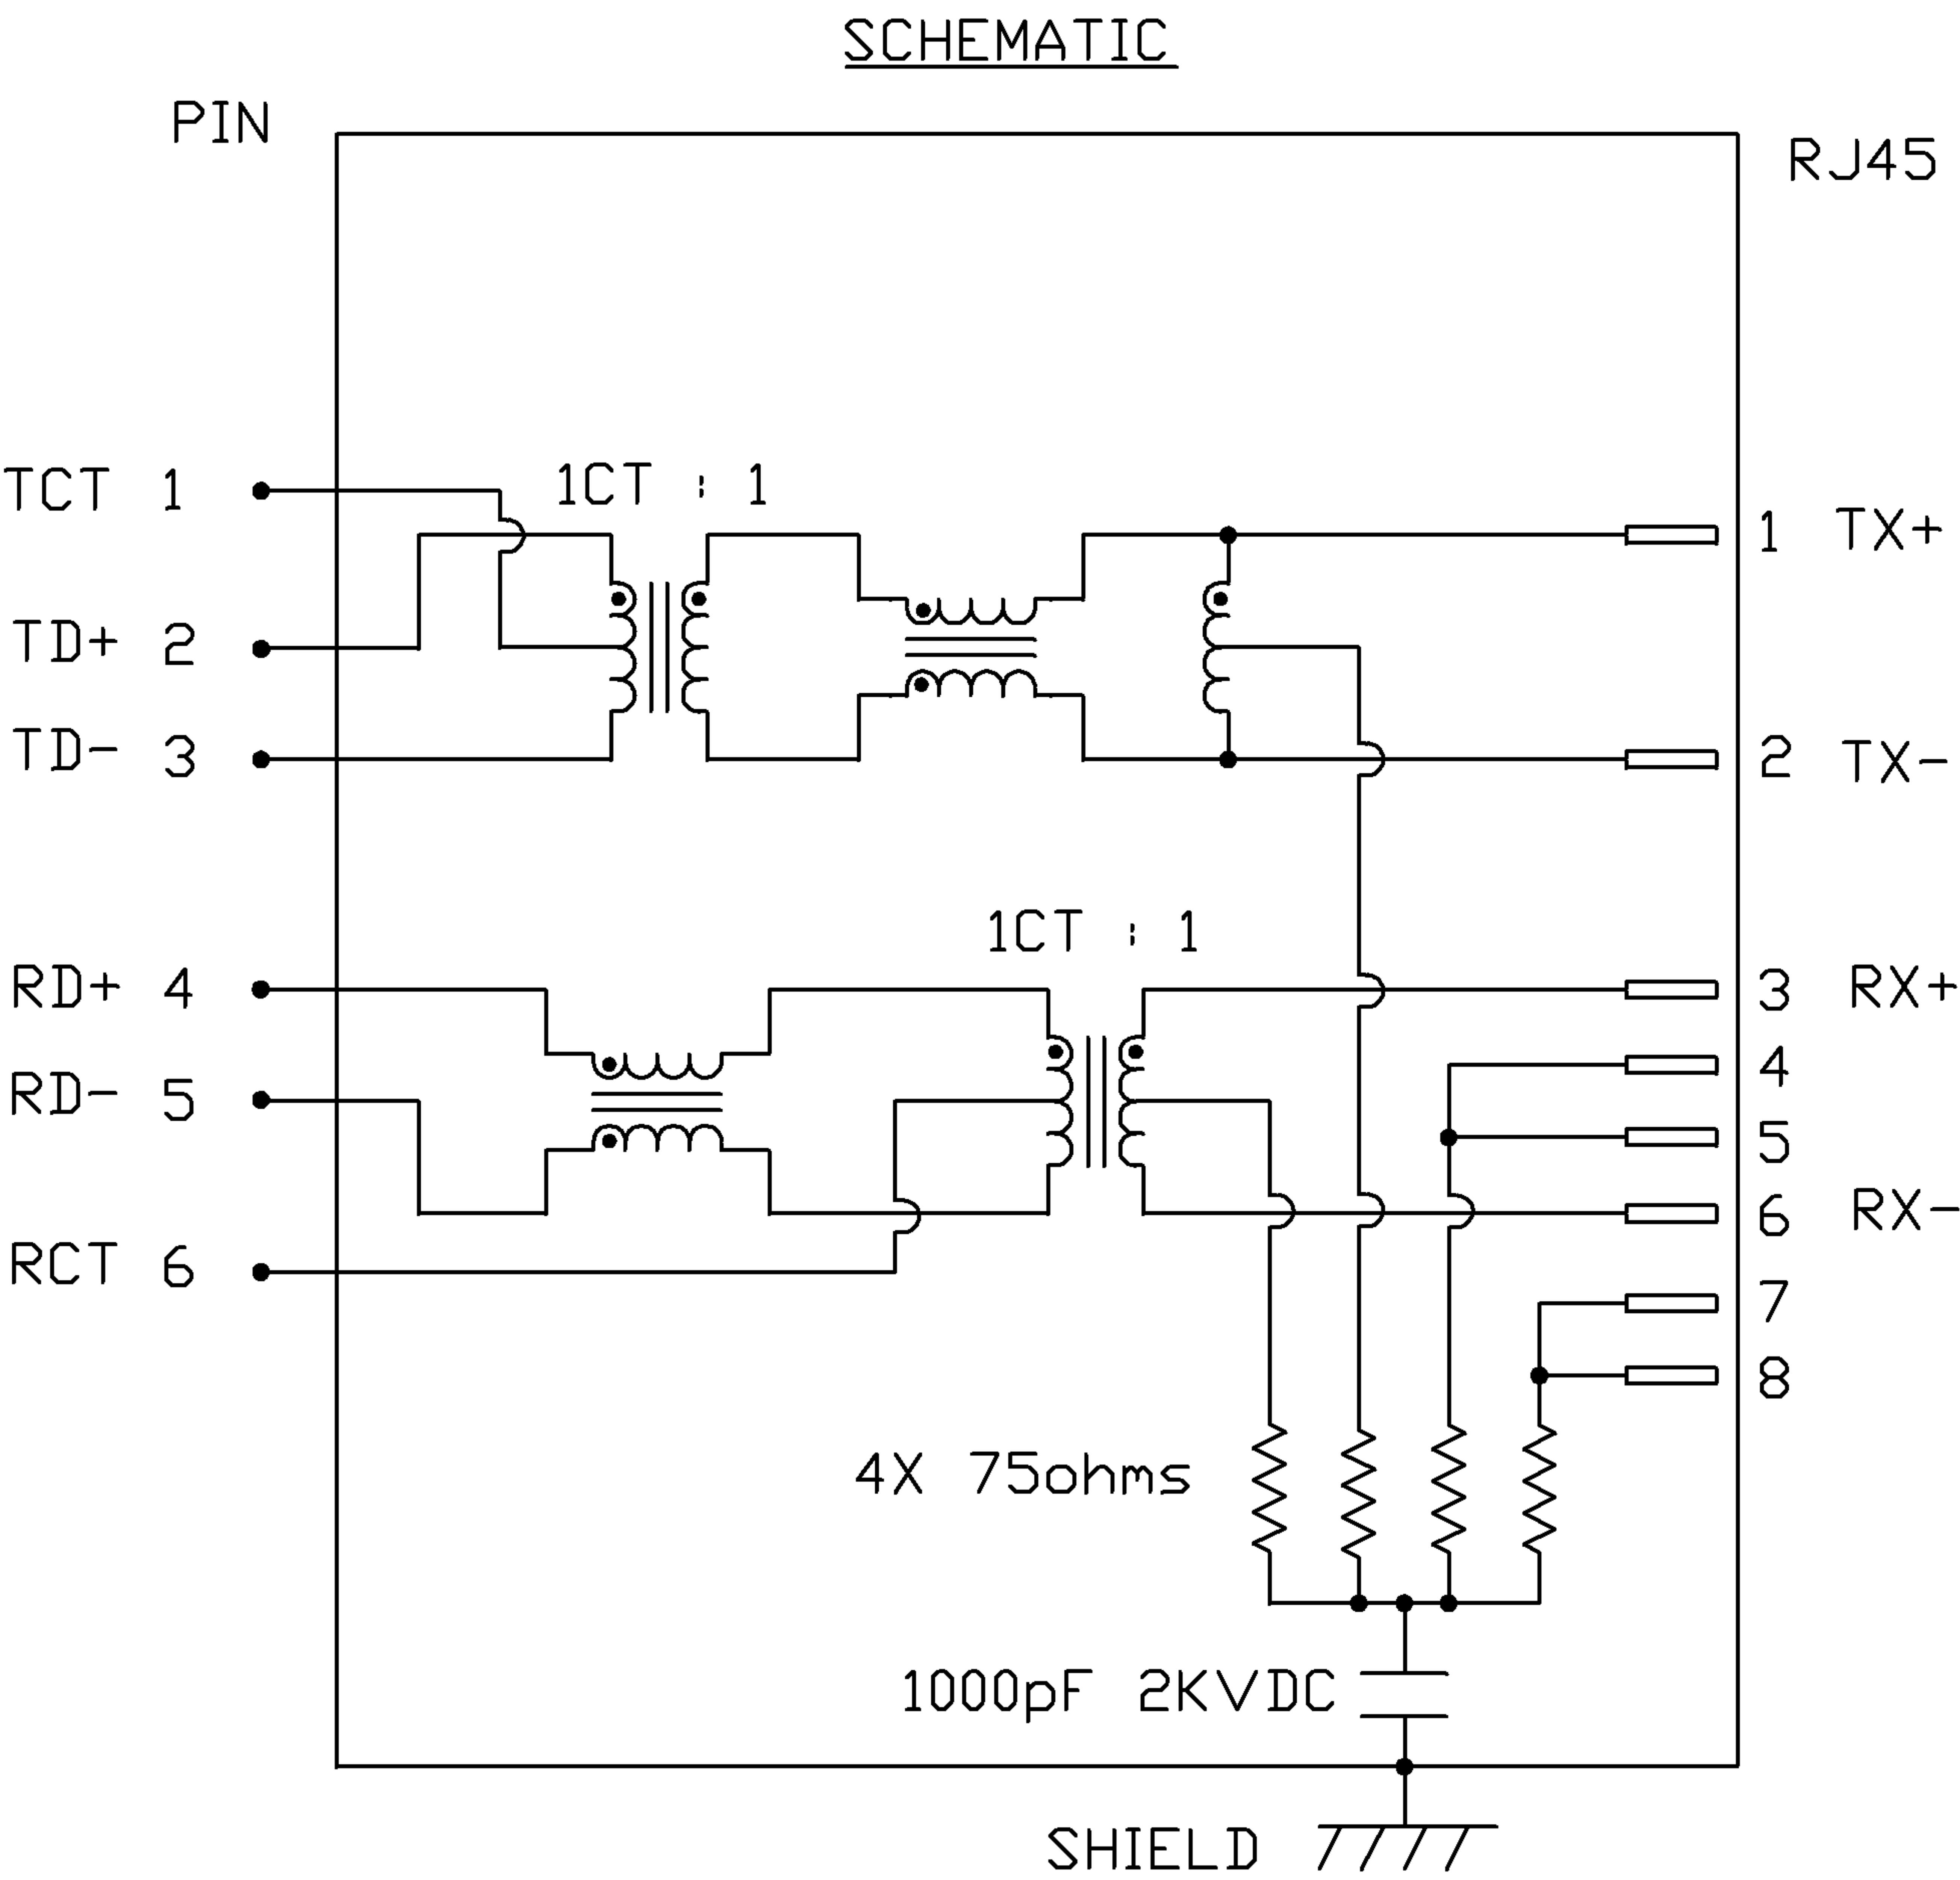 SCHEMATIC
PIN
RJ45
TCT 1
1CT : 1
1 TX+
TD+ 2
TD- 3
2 TX-
1CT : 1
RD+ 4
3 RX+
4
RD- 5
5
6 RX-
RCT 6
7
8
4X 75ohms
1000pF 2KVDC
SHIELD